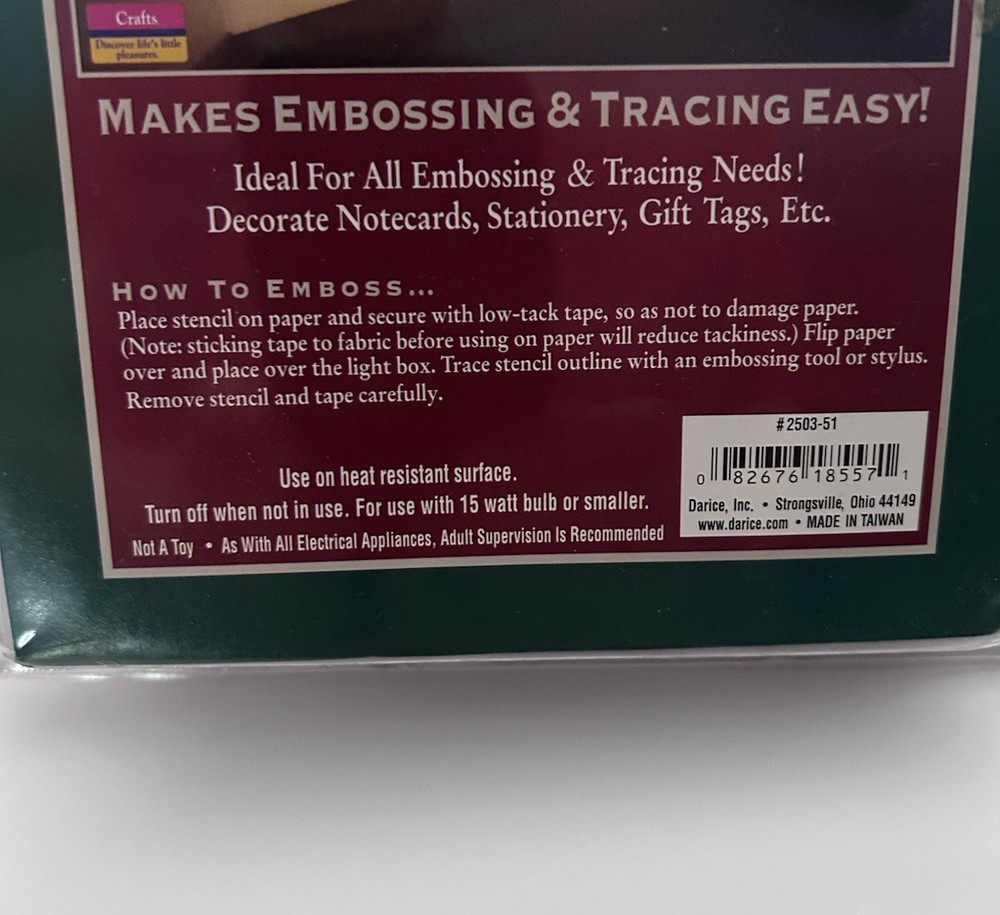 Crafts
Discover life's little
pleasures.
MAKES EMBOSSING & TRACING EASY!
Ideal For All Embossing & Tracing Needs!
Decorate Notecards, Stationery, Gift Tags, Etc.
HOW TO EMBOSS...
Place stencil on paper and secure with low-tack tape, so as not to damage paper.
(Note: sticking tape to fabric before using on paper will reduce tackiness.) Flip paper
over and place over the light box. Trace stencil outline with an embossing tool or stylus.
Remove stencil and tape carefully.
Use on heat resistant surface.
Turn off when not in use. For use with 15 watt bulb or smaller.
Not A Toy • As With All Electrical Appliances, Adult Supervision Is Recommended
#2503-51
0 82676 18557 1
Darice, Inc. • Strongsville, Ohio 44149
www.darice.com • MADE IN TAIWAN